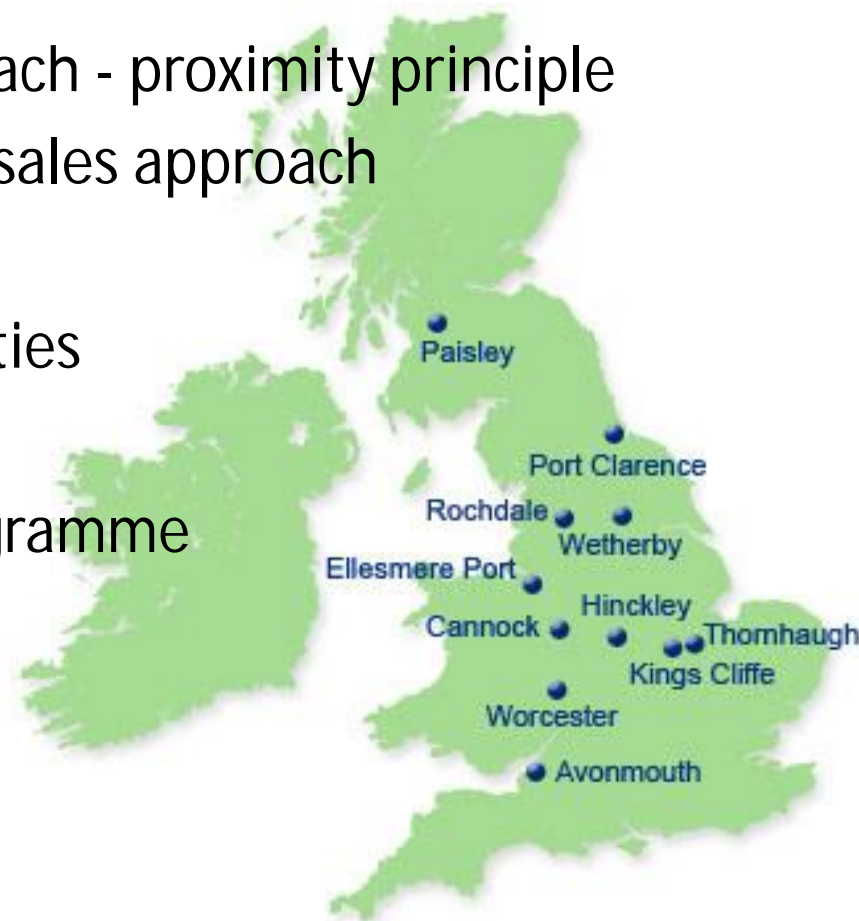 ach - proximity principle
sales approach
ties
gramme
Paisley
Port Clarence
Rochdale
Wetherby
Ellesmere Port
Hinckley
Cannock
Thornhaugh
Kings Cliffe
Worcester
Avonmouth